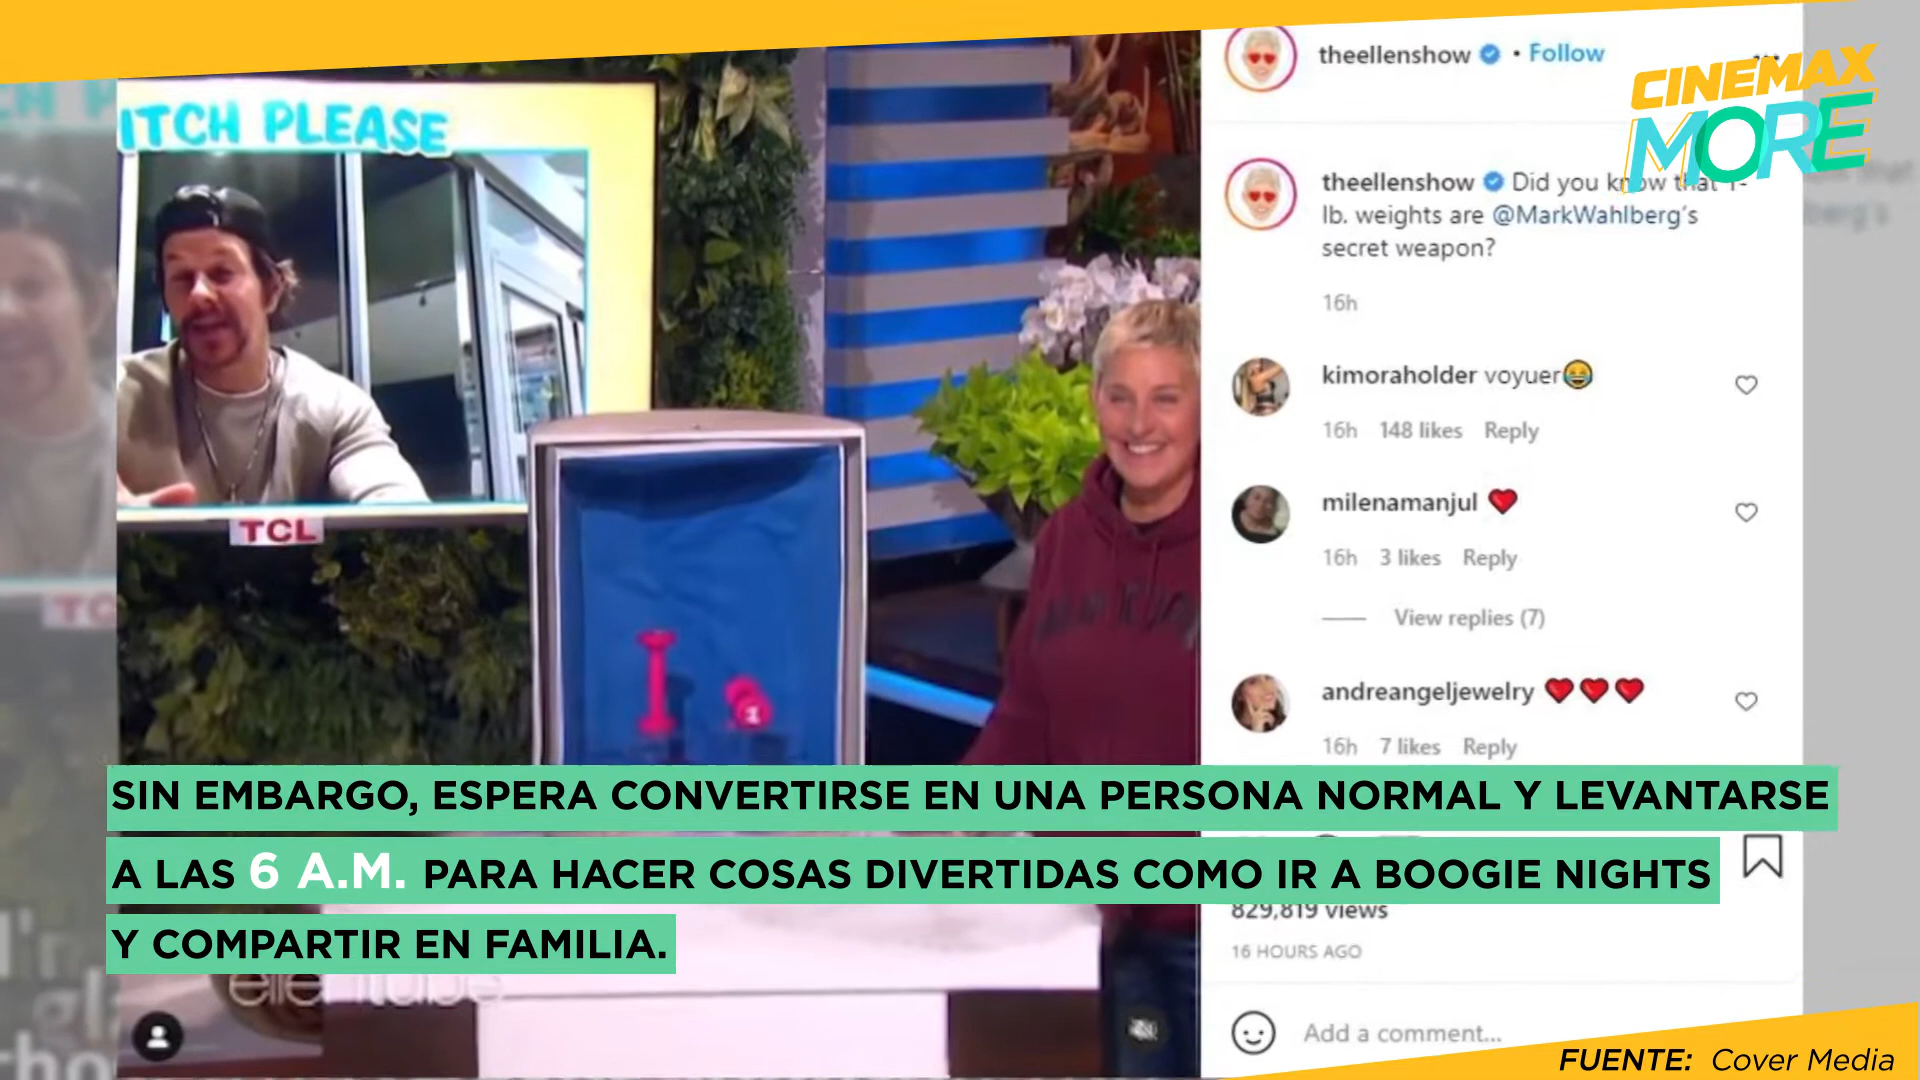 ITCH PLEASE
TCL
1
theellenshow • Follow
CINEMAX
MORE
theellenshow Did you know that 1-
lb. weights are @MarkWahlberg's
secret weapon?
16h
kimoraholder voyuer😂
16h 148 likes Reply
milenamanjul ❤️
16h 3 likes Reply
View replies (7)
andreangeljewelry ❤️❤️❤️
16h 7 likes Reply
SIN EMBARGO, ESPERA CONVERTIRSE EN UNA PERSONA NORMAL Y LEVANTARSE
A LAS 6 A.M. PARA HACER COSAS DIVERTIDAS COMO IR A BOOGIE NIGHTS
Y COMPARTIR EN FAMILIA.
829,819 views
16 HOURS AGO
ellentube
Add a comment...
FUENTE: Cover Media